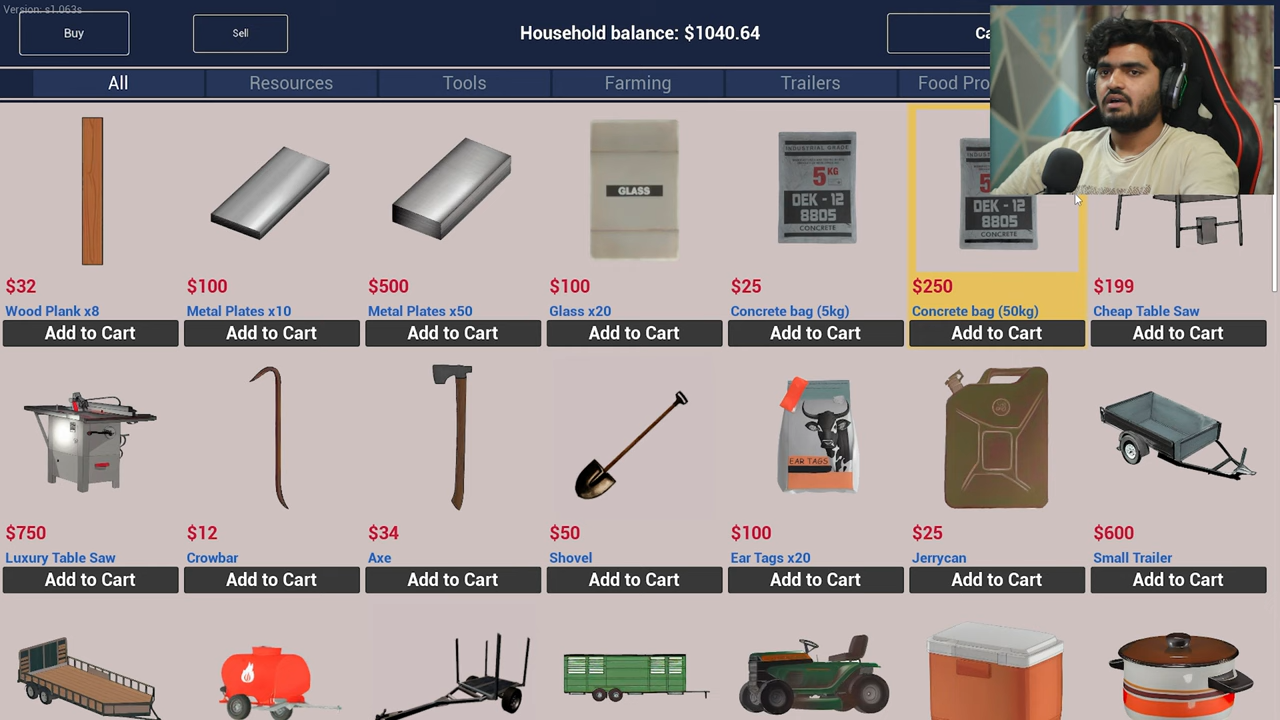 Version: s1.063s
Buy
Sell
Household balance: $1040.64
Ca
All
Resources
Tools
Farming
Trailers
Food Pro
GLASS
INDUSTRIAL GRADE
5 KG
DEK - 12
8805
CONCRETE
5
DEK - 12
8805
CONCRETE
$32
$100
$500
$100
$25
$250
$199
Wood Plank x8
Metal Plates x10
Metal Plates x50
Glass x20
Concrete bag (5kg)
Concrete bag (50kg)
Cheap Table Saw
Add to Cart
Add to Cart
Add to Cart
Add to Cart
Add to Cart
Add to Cart
Add to Cart
EAR TAGS
$750
$12
$34
$50
$100
$25
$600
Luxury Table Saw
Crowbar
Axe
Shovel
Ear Tags x20
Jerrycan
Small Trailer
Add to Cart
Add to Cart
Add to Cart
Add to Cart
Add to Cart
Add to Cart
Add to Cart